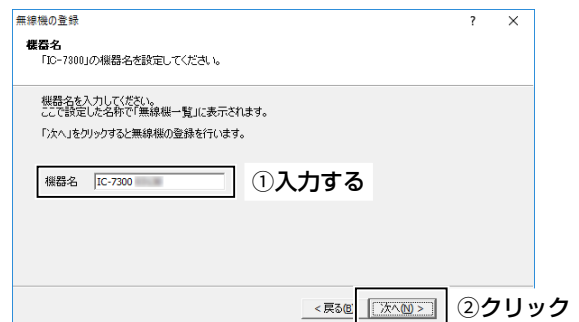 無線機の登録 ? ×
機器名
「IC-7300」の機器名を設定してください。
機器名を入力してください。
ここで設定した名称で「無線機一覧」に表示されます。
「次へ」をクリックすると無線機の登録を行います。
機器名 IC-7300
①入力する
< 戻る(B 次へ(N) >
②クリック